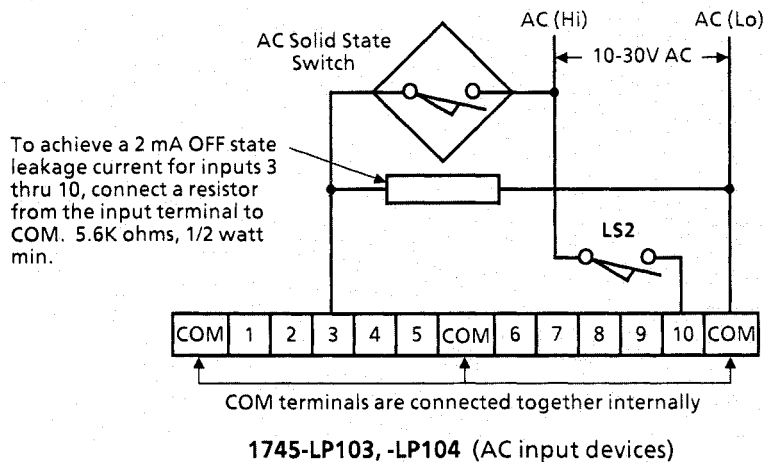 AC (Hi)
AC (Lo)
AC Solid State
Switch
10-30V AC
To achieve a 2 mA OFF state
leakage current for inputs 3
thru 10, connect a resistor
from the input terminal to
COM. 5.6K ohms, 1/2 watt
min.
LS2
COM 1 2 3 4 5 COM 6 7 8 9 10 COM
COM terminals are connected together internally
1745-LP103, -LP104 (AC input devices)